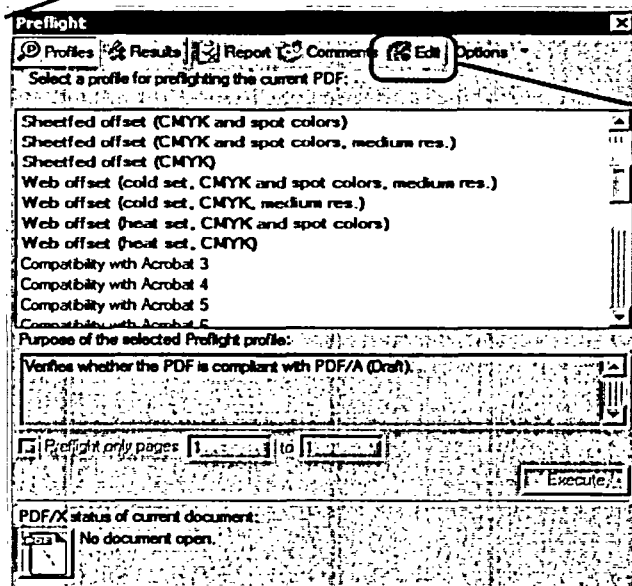 Preflight
Profiles Results Report Comments Edit Options
Select a profile for preflighting the current PDF:
Sheetfed offset (CMYK and spot colors)
Sheetfed offset (CMYK and spot colors, medium res.)
Sheetfed offset (CMYK)
Web offset (cold set, CMYK and spot colors, medium res.)
Web offset (cold set, CMYK, medium res.)
Web offset (heat set, CMYK and spot colors)
Web offset (heat set, CMYK)
Compatibility with Acrobat 3
Compatibility with Acrobat 4
Compatibility with Acrobat 5
Compatibility with Acrobat
Purpose of the selected Preflight profile:
Verifies whether the PDF is compliant with PDF/A (Draft).
Preflight only pages 1 to 1
Execute
PDF/X status of current document:
No document open.